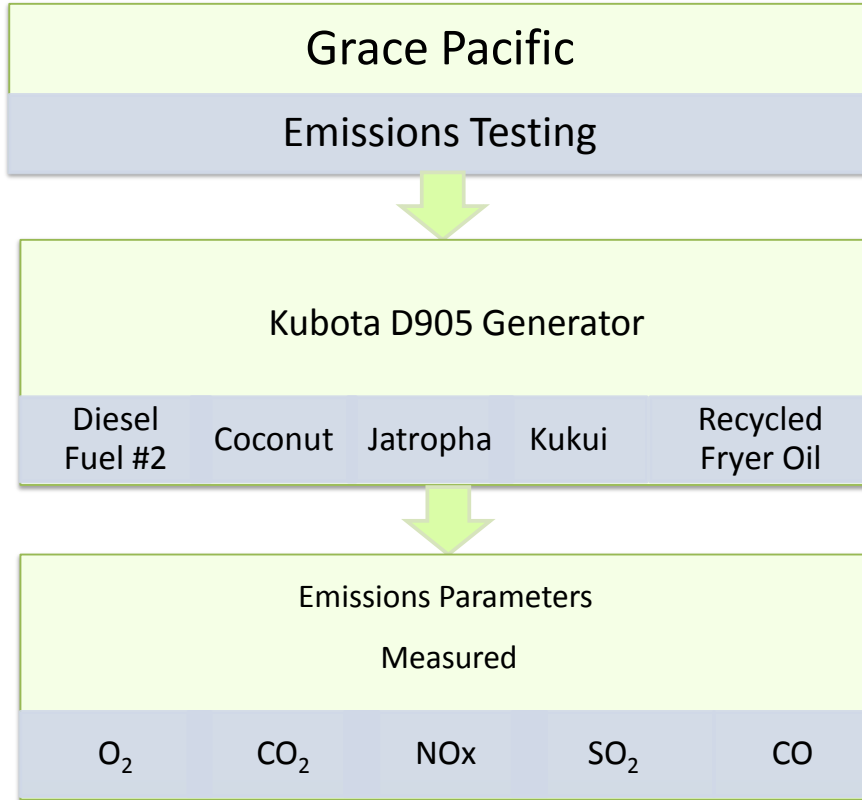 Grace Pacific
Emissions Testing
Kubota D905 Generator
Diesel
Fuel #2
Coconut
Jatropha
Kukui
Recycled
Fryer Oil
Emissions Parameters
Measured
O₂
CO₂
NOx
SO₂
CO